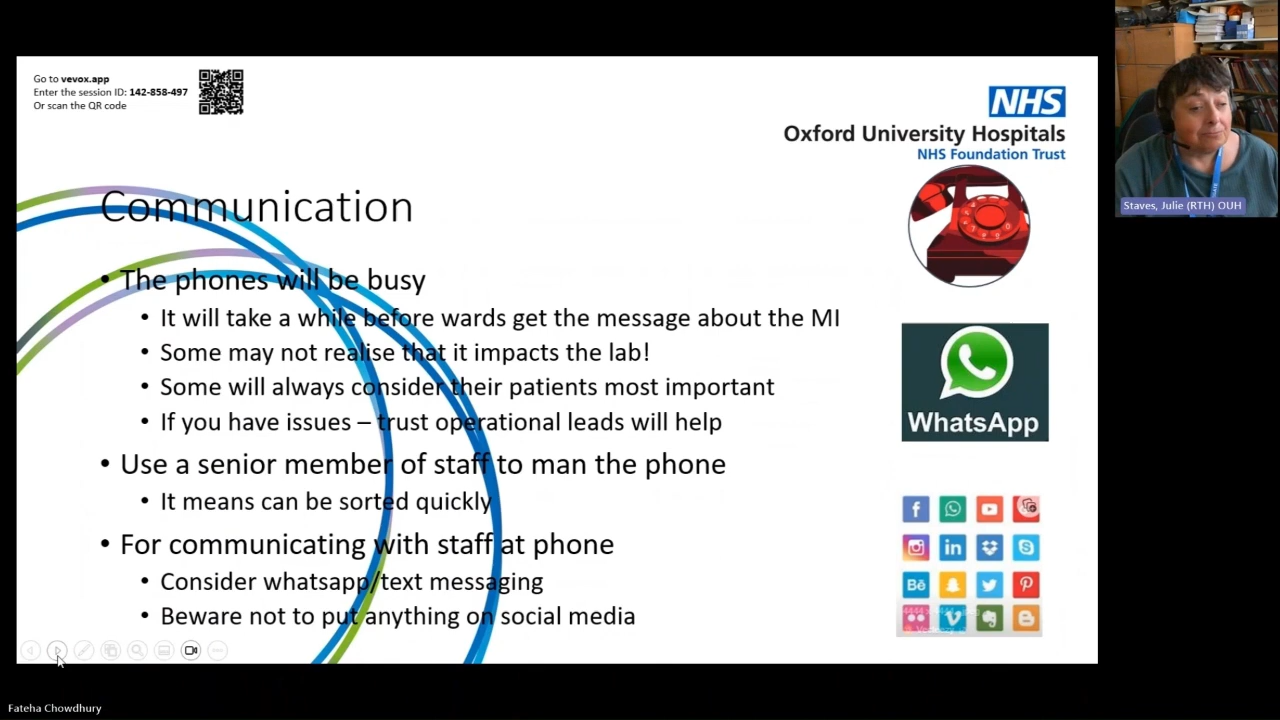 Go to vevox.app
Enter the session ID: 142-858-497
Or scan the QR code
NHS
Oxford University Hospitals
NHS Foundation Trust
Communication
• The phones will be busy
• It will take a while before wards get the message about the MI
• Some may not realise that it impacts the lab!
• Some will always consider their patients most important
• If you have issues – trust operational leads will help
• Use a senior member of staff to man the phone
• It means can be sorted quickly
• For communicating with staff at phone
• Consider whatsapp/text messaging
• Beware not to put anything on social media
WhatsApp
in
Bē
Staves, Julie (RTH) OUH
Fateha Chowdhury